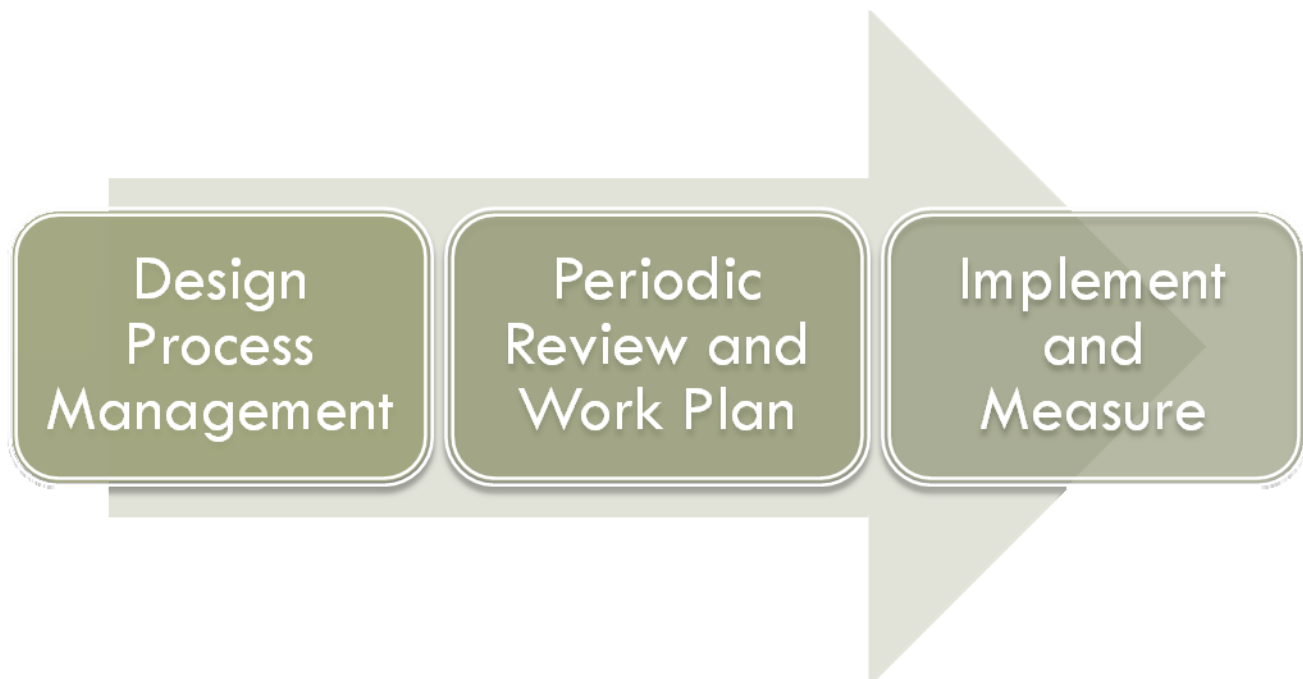 Design
Process
Management
Periodic
Review and
Work Plan
Implement
and
Measure